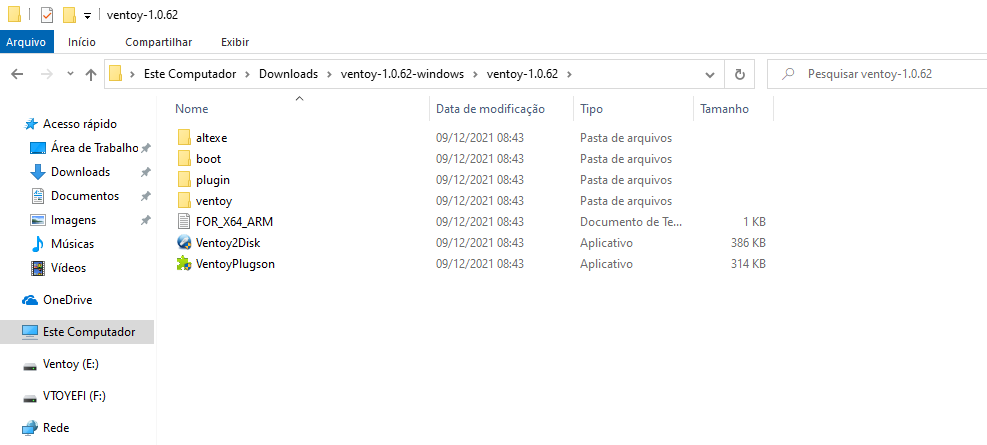 ventoy-1.0.62
Arquivo Início Compartilhar Exibir
Este Computador Downloads ventoy-1.0.62-windows ventoy-1.0.62
Pesquisar ventoy-1.0.62
Nome Data de modificação Tipo Tamanho
Acesso rápido
Área de Trabalho
Downloads
Documentos
Imagens
Músicas
Vídeos
OneDrive
Este Computador
Ventoy (E:)
VTOYEFI (F:)
Rede
altexe 09/12/2021 08:43 Pasta de arquivos
boot 09/12/2021 08:43 Pasta de arquivos
plugin 09/12/2021 08:43 Pasta de arquivos
ventoy 09/12/2021 08:43 Pasta de arquivos
FOR_X64_ARM 09/12/2021 08:43 Documento de Te... 1 KB
Ventoy2Disk 09/12/2021 08:43 Aplicativo 386 KB
VentoyPlugson 09/12/2021 08:43 Aplicativo 314 KB